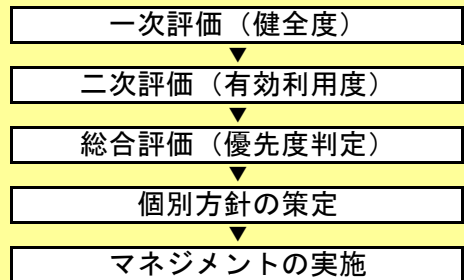 一次評価（健全度）
▼
二次評価（有効利用度）
▼
総合評価（優先度判定）
▼
個別方針の策定
▼
マネジメントの実施